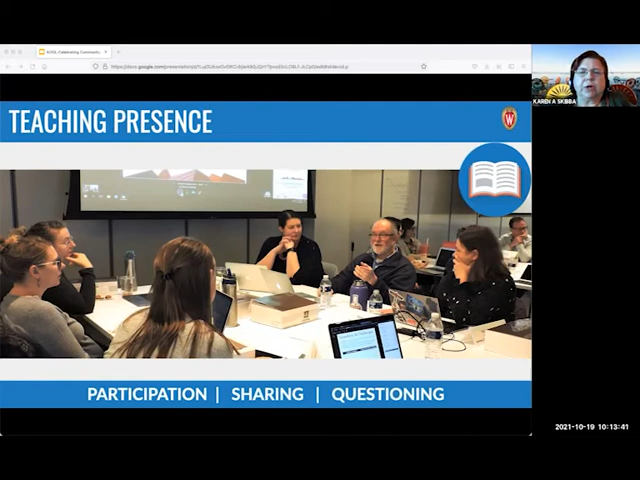 TEACHING PRESENCE
W
KAREN A SKIBBA
PARTICIPATION | SHARING | QUESTIONING
2021-10-19 10:13:41